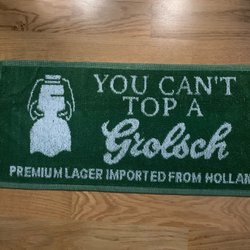 YOU CAN'T
TOP A
Grolsch
PREMIUM LAGER IMPORTED FROM HOLLAN